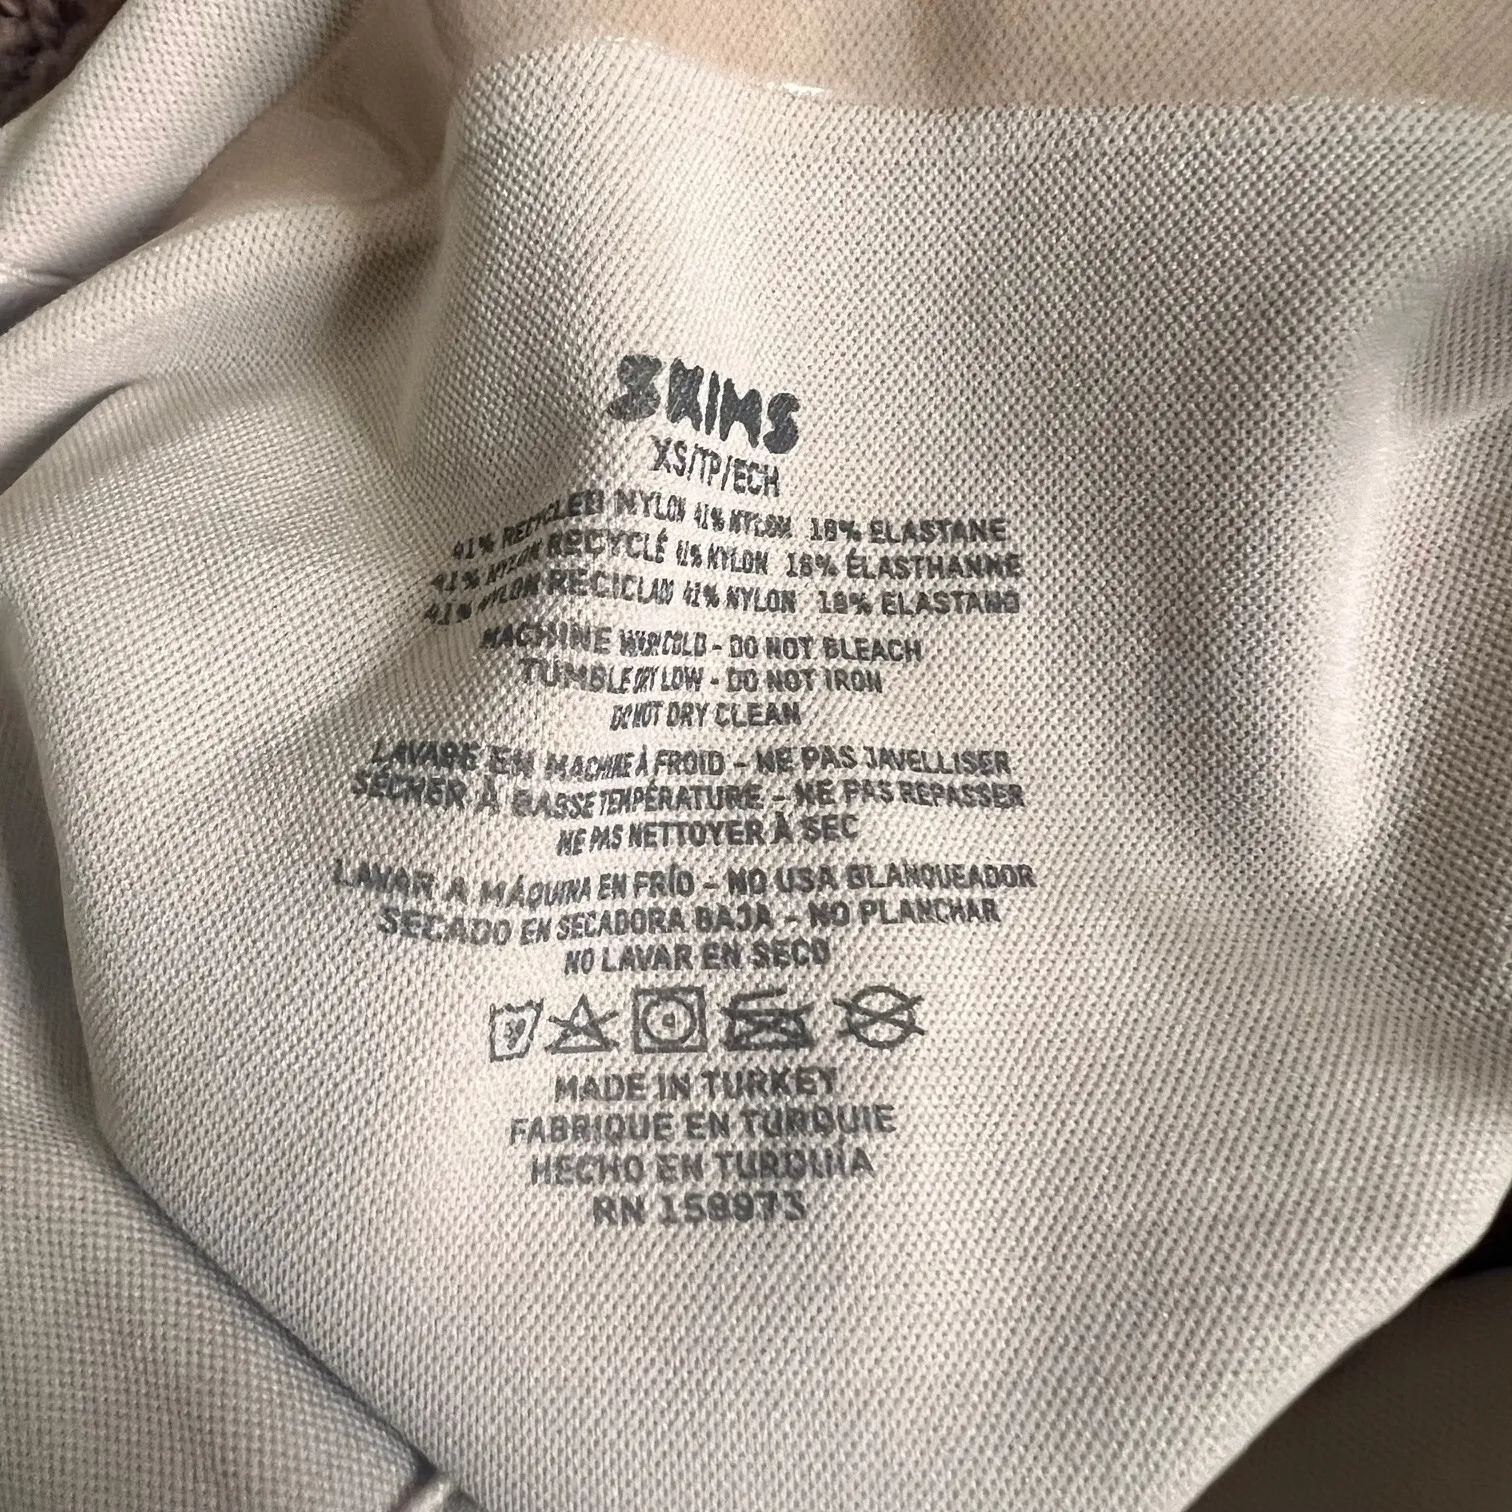 SKIMS
XS/TP/ECH
41% RECYCLED NYLON 41% NYLON 18% ELASTANE
41% NYLON RECYCLÉ 41% NYLON 18% ÉLASTHANNE
41% NYLON RECICLADO 41% NYLON 18% ELASTANO
MACHINE WASH COLD - DO NOT BLEACH
TUMBLE DRY LOW - DO NOT IRON
DO NOT DRY CLEAN
LAVABE EN MACHINE À FROID - NE PAS JAVELLISER
SÉCHER À BASSE TEMPÉRATURE - NE PAS REPASSER
NE PAS NETTOYER À SEC
LAVAR A MÁQUINA EN FRÍO - NO USA BLANQUEADOR
SECADO EN SECADORA BAJA - NO PLANCHAR
NO LAVAR EN SECO
MADE IN TURKEY
FABRIQUE EN TURQUIE
HECHO EN TURQUIA
RN 158973